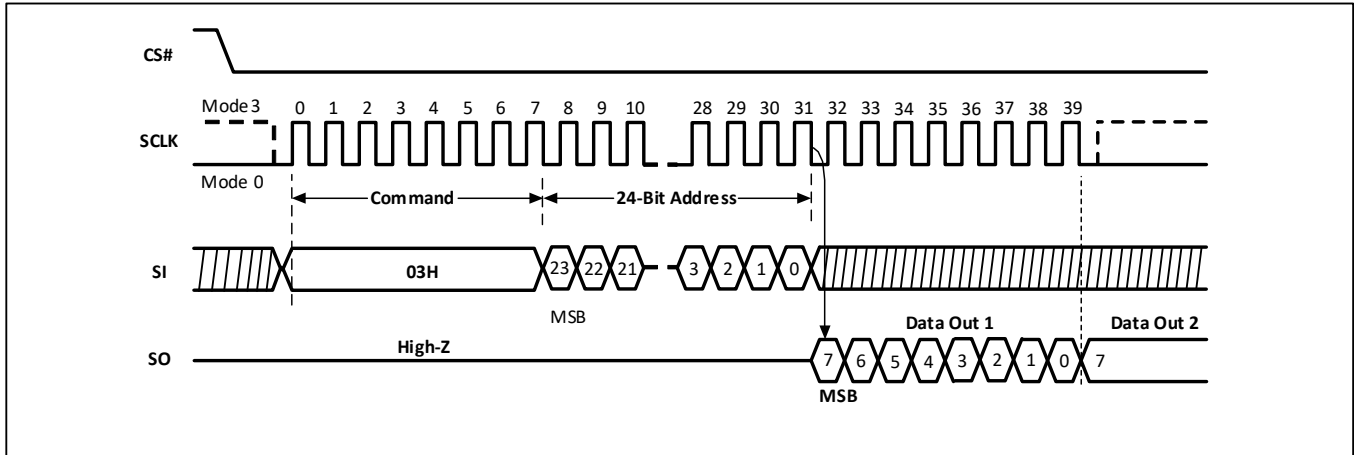 CS#
Mode3
0 1 2 3 4 5 6 7 8 9 10 28 29 30 31 32 33 34 35 36 37 38 39
SCLK
Mode 0
Command
24-Bit Address
SI
03H
23 22 21 3 2 1 0
MSB
Data Out 1
Data Out 2
High-Z
SO
7 6 5 4 3 2 1 0 7
MSB